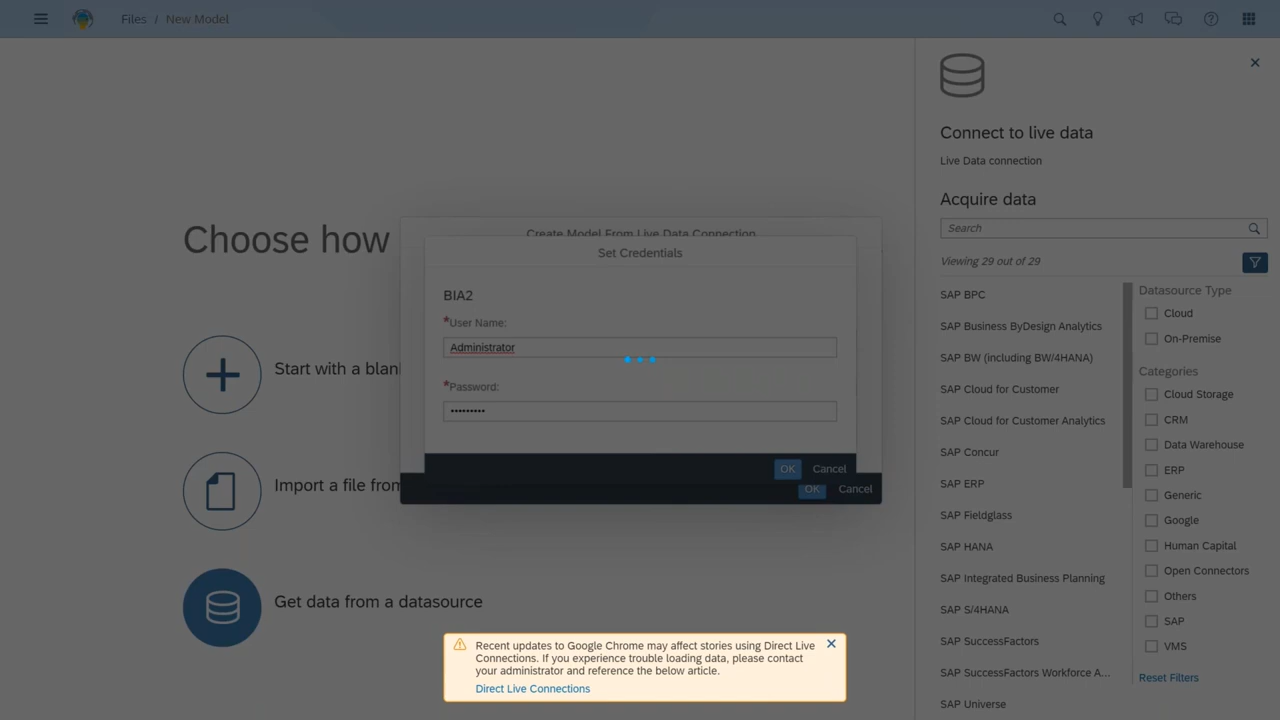 Files / New Model
Connect to live data
Live Data connection
Acquire data
Search
Viewing 29 out of 29
SAP BPC
SAP Business ByDesign Analytics
SAP BW (including BW/4HANA)
SAP Cloud for Customer
SAP Cloud for Customer Analytics
SAP Concur
SAP ERP
SAP Fieldglass
SAP HANA
SAP Integrated Business Planning
SAP S/4HANA
SAP SuccessFactors
SAP SuccessFactors Workforce A...
SAP Universe
Datasource Type
Cloud
On-Premise
Categories
Cloud Storage
CRM
Data Warehouse
ERP
Generic
Google
Human Capital
Open Connectors
Others
SAP
VMS
Reset Filters
Choose how
Start with a blan
Import a file from
Get data from a datasource
Create Model From Live Data Connection
Set Credentials
BIA2
*User Name:
Administrator
*Password:
•••••••••
OK Cancel
OK Cancel
Recent updates to Google Chrome may affect stories using Direct Live
Connections. If you experience trouble loading data, please contact
your administrator and reference the below article.
Direct Live Connections